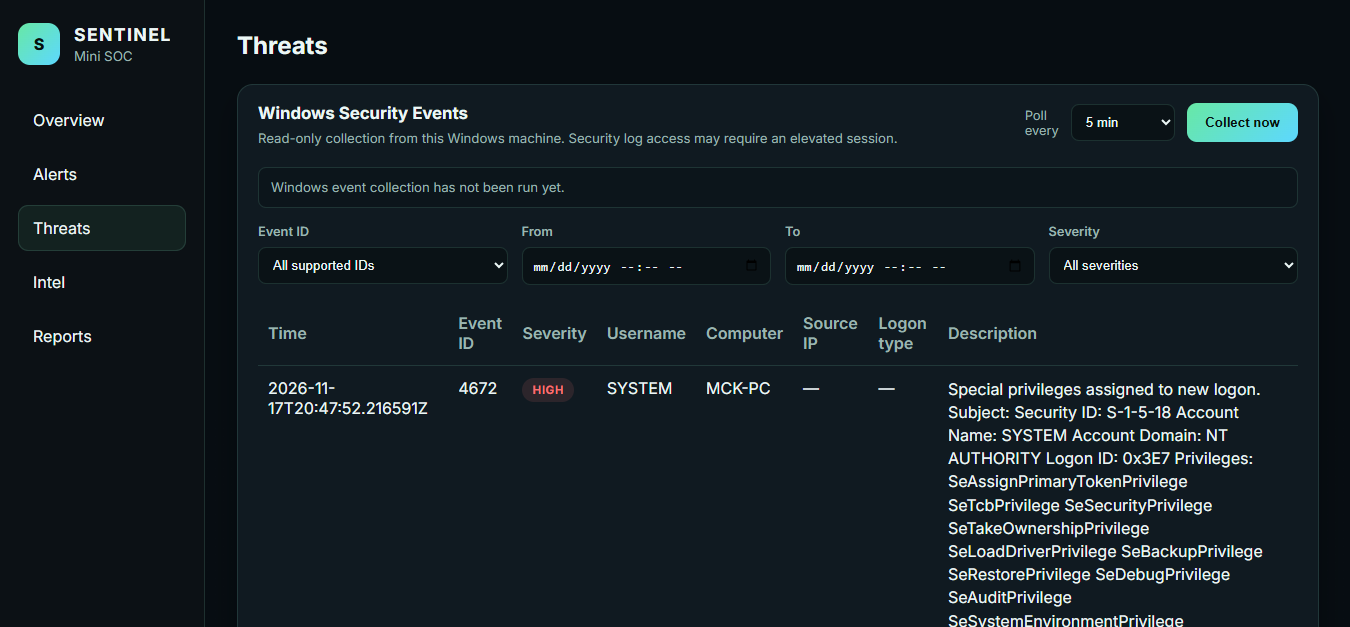 S
SENTINEL
Mini SOC
Overview
Alerts
Threats
Intel
Reports
Threats
Windows Security Events
Read-only collection from this Windows machine. Security log access may require an elevated session.
Poll
every
5 min
Collect now
Windows event collection has not been run yet.
Event ID
From
To
Severity
All supported IDs
mm/dd/yyyy --:-- --
mm/dd/yyyy --:-- --
All severities
Time
Event
ID
Severity
Username
Computer
Source
IP
Logon
type
Description
2026-11-
17T20:47:52.216591Z
4672
HIGH
SYSTEM
MCK-PC
—
—
Special privileges assigned to new logon.
Subject: Security ID: S-1-5-18 Account
Name: SYSTEM Account Domain: NT
AUTHORITY Logon ID: 0x3E7 Privileges:
SeAssignPrimaryTokenPrivilege
SeTcbPrivilege SeSecurityPrivilege
SeTakeOwnershipPrivilege
SeLoadDriverPrivilege SeBackupPrivilege
SeRestorePrivilege SeDebugPrivilege
SeAuditPrivilege
SeSystemEnvironmentPrivilege